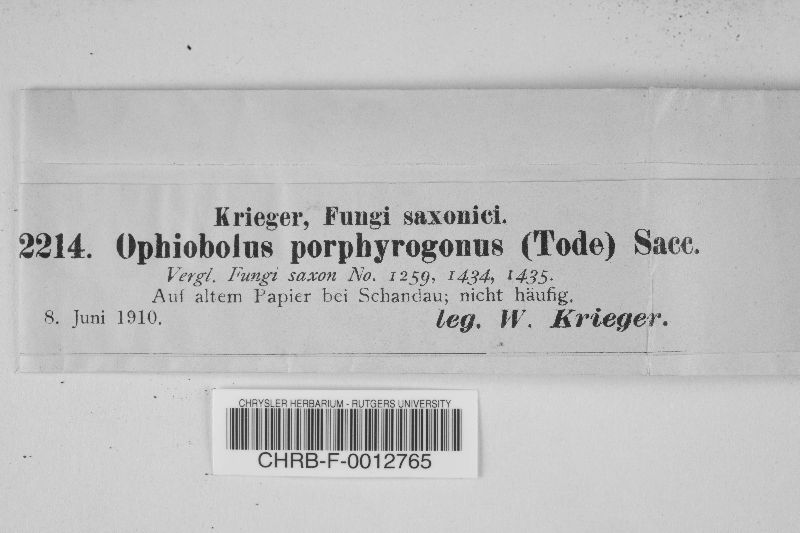 Krieger, Fungi saxonici.
2214. Ophiobolus porphyrogonus (Tode) Sacc.
Vergl. Fungi saxon No. 1259, 1434, 1435.
Auf altem Papier bei Schandau; nicht häufig.
8. Juni 1910. leg. W. Krieger.
CHRYSLER HERBARIUM - RUTGERS UNIVERSITY
CHRB-F-0012765